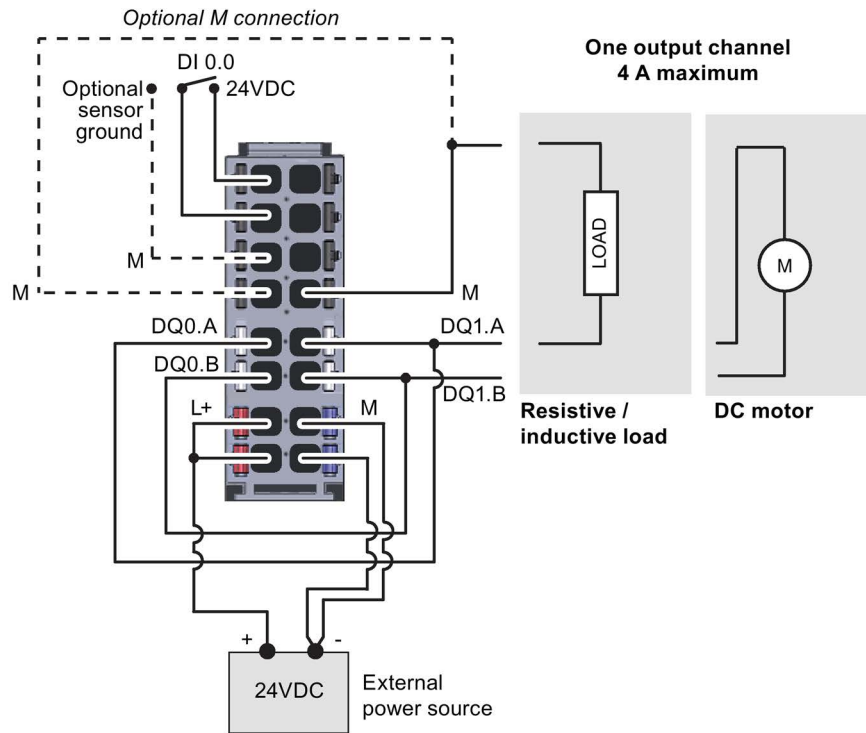 Optional M connection
DI 0.0
Optional
sensor
ground
24VDC
One output channel
4 A maximum
M
M
M
DQ0.A
DQ1.A
DQ0.B
DQ1.B
L+
M
LOAD
M
Resistive /
inductive load
DC motor
+
-
24VDC
External
power source